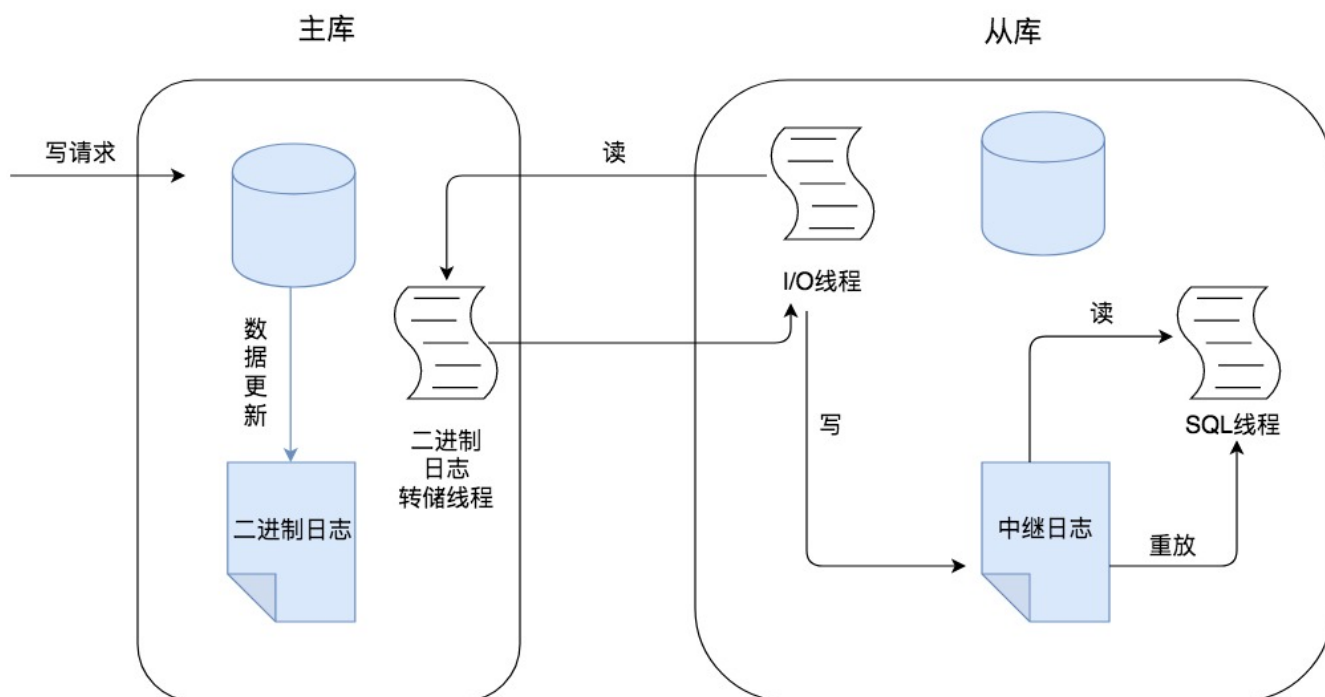 主库
从库
写请求
读
I/O线程
数
据
更
新
读
写
二进制
日志
转储线程
SQL线程
二进制日志
中继日志
重放